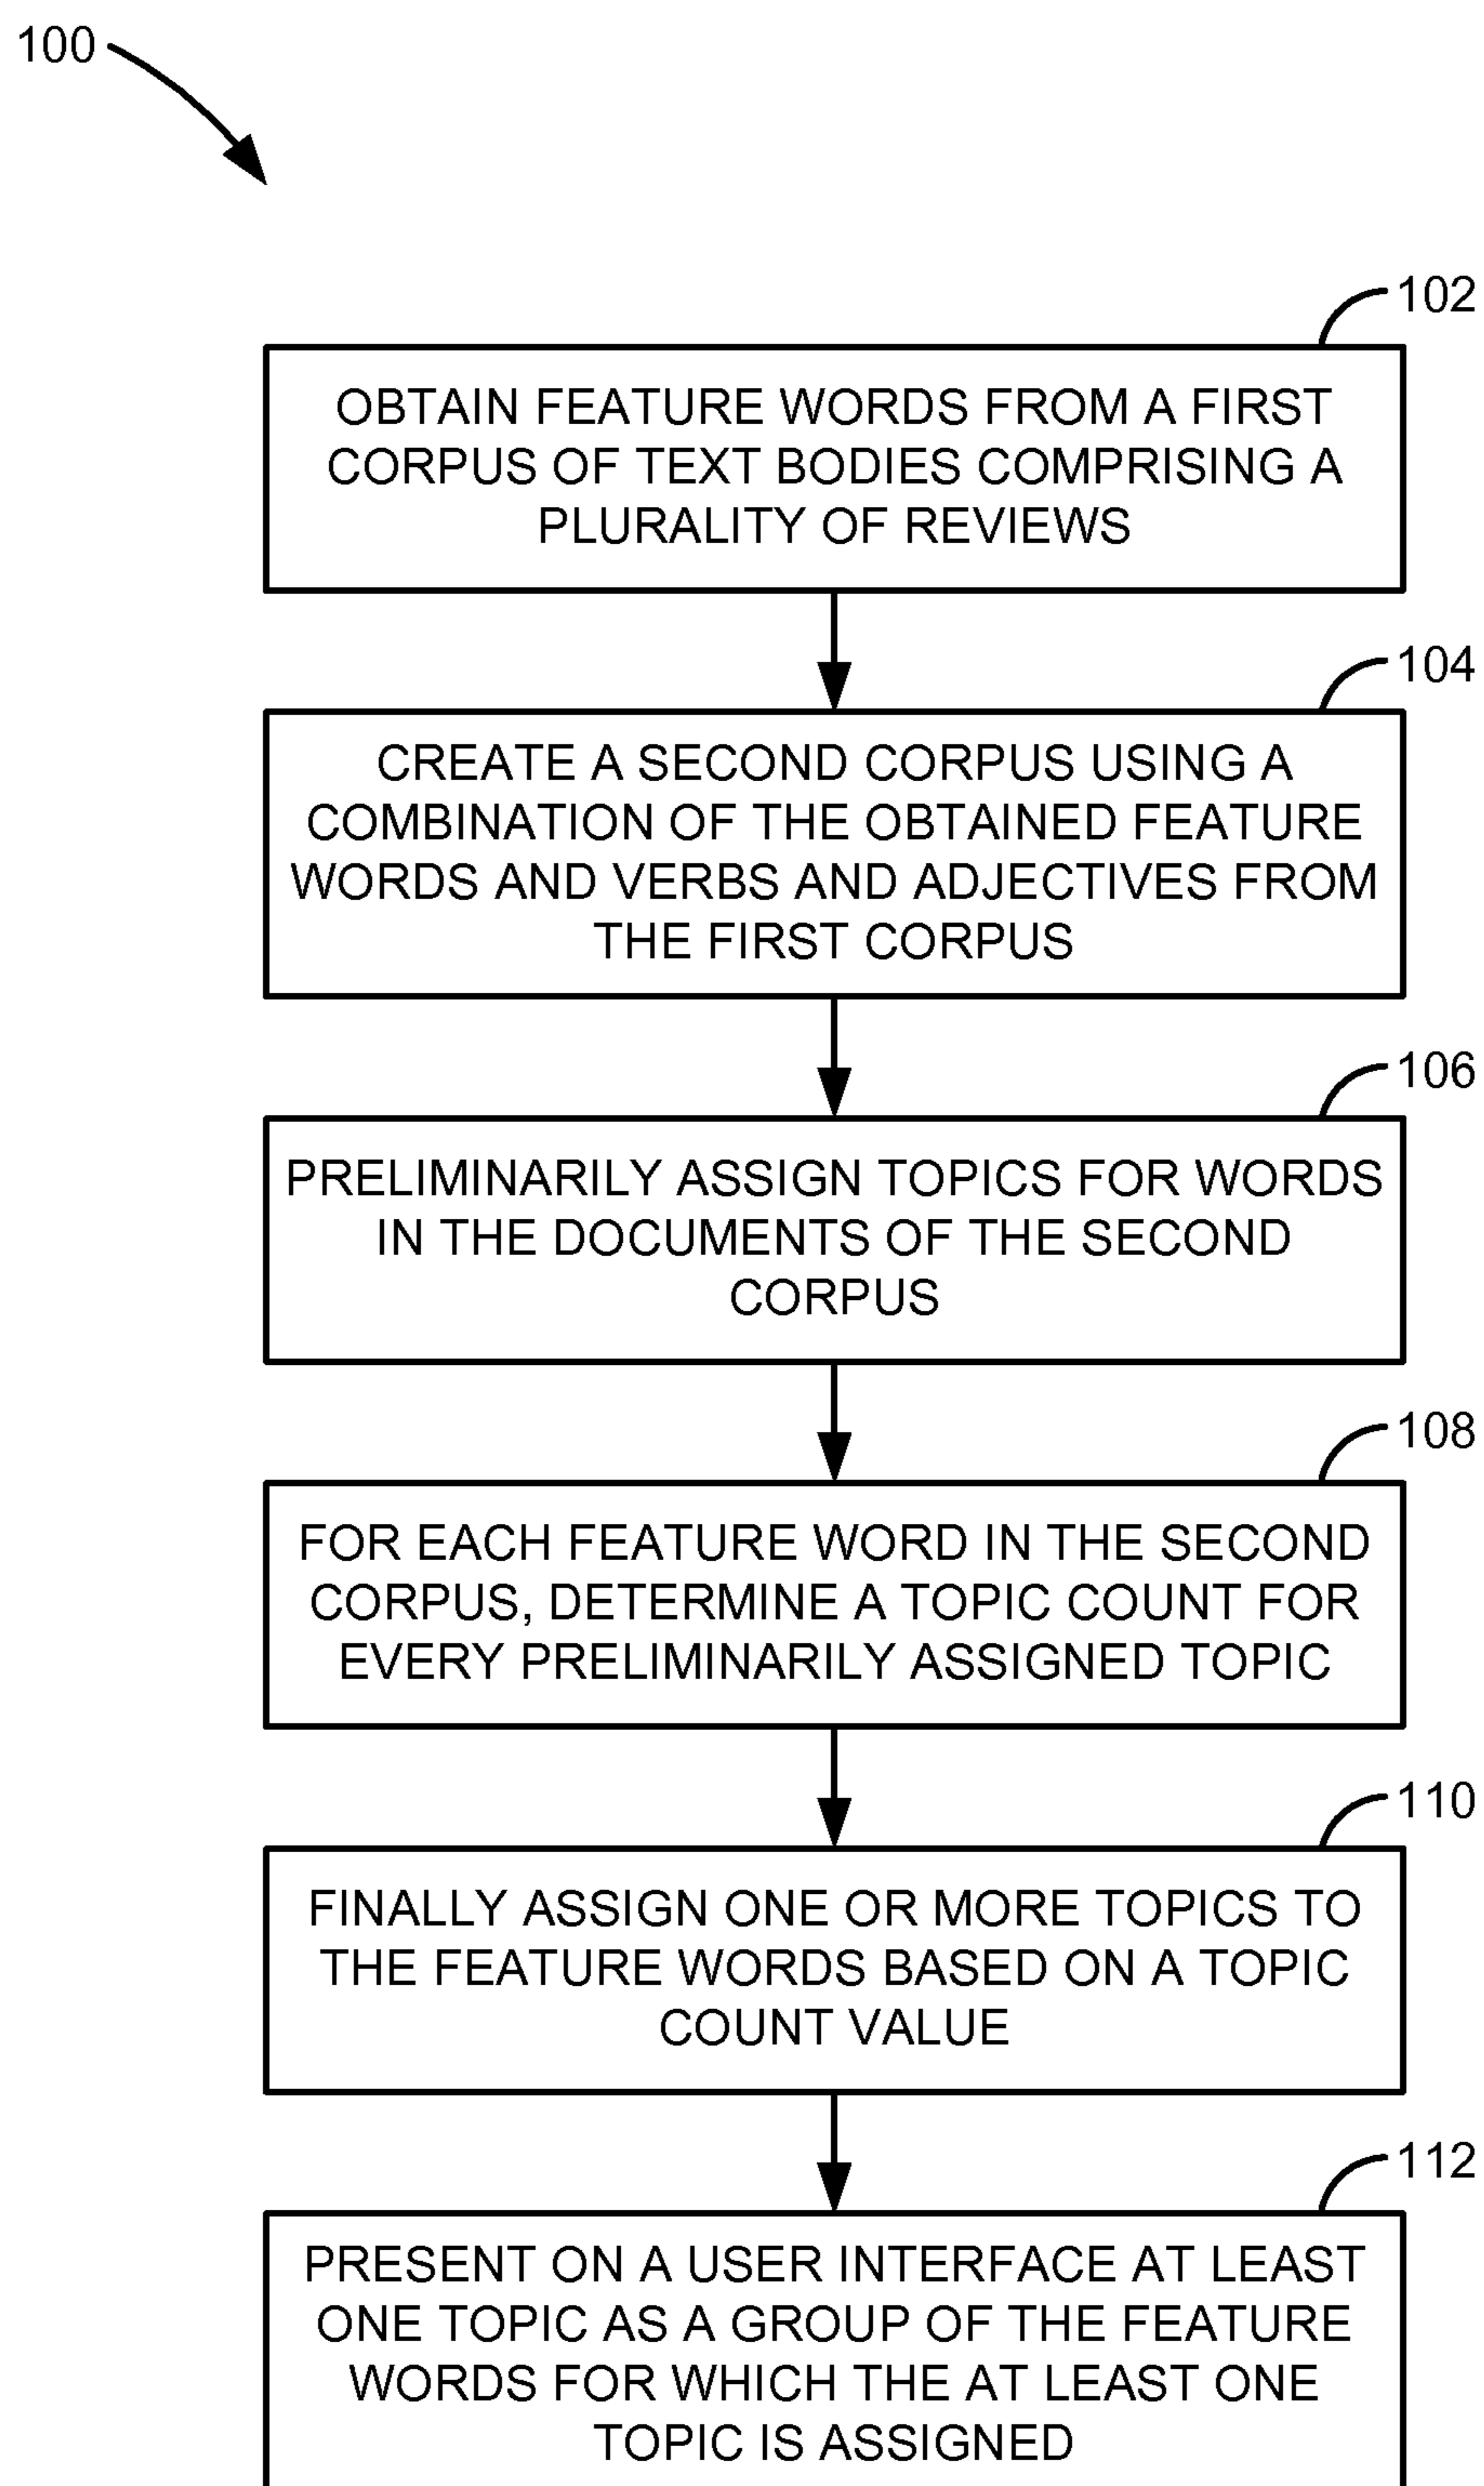 100
102
OBTAIN FEATURE WORDS FROM A FIRST
CORPUS OF TEXT BODIES COMPRISING A
PLURALITY OF REVIEWS
104
CREATE A SECOND CORPUS USING A
COMBINATION OF THE OBTAINED FEATURE
WORDS AND VERBS AND ADJECTIVES FROM
THE FIRST CORPUS
106
PRELIMINARILY ASSIGN TOPICS FOR WORDS
IN THE DOCUMENTS OF THE SECOND
CORPUS
108
FOR EACH FEATURE WORD IN THE SECOND
CORPUS, DETERMINE A TOPIC COUNT FOR
EVERY PRELIMINARILY ASSIGNED TOPIC
110
FINALLY ASSIGN ONE OR MORE TOPICS TO
THE FEATURE WORDS BASED ON A TOPIC
COUNT VALUE
112
PRESENT ON A USER INTERFACE AT LEAST
ONE TOPIC AS A GROUP OF THE FEATURE
WORDS FOR WHICH THE AT LEAST ONE
TOPIC IS ASSIGNED